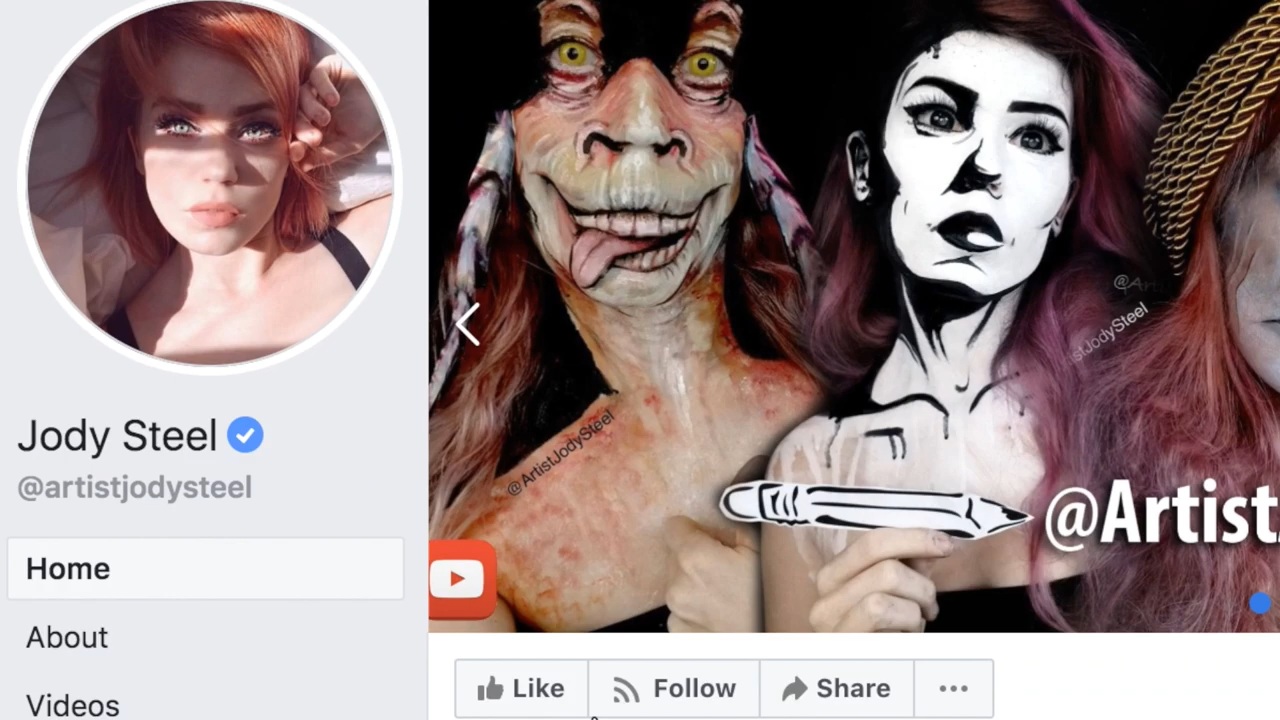 Jody Steel
@artistjodysteel
Home
About
Videos
@ArtistJodySteel
@Artist
Like
Follow
Share